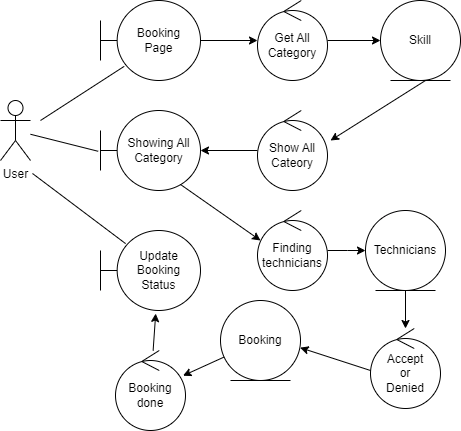 Booking
Page
Get All
Category
Skill
User
Showing All
Category
Show All
Cateory
Update
Booking
Status
Finding
technicians
Technicians
Booking
Accept
or
Denied
Booking
done